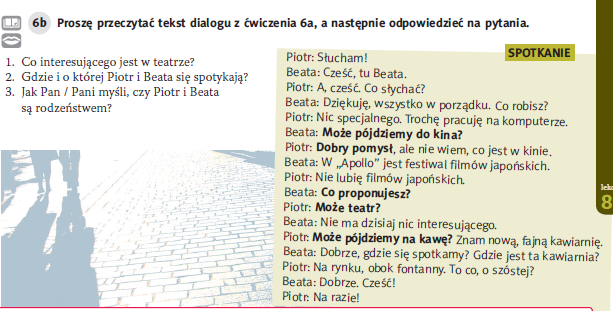 6b Proszę przeczytać tekst dialogu z ćwiczenia 6a, a następnie odpowiedzieć na pytania.
1. Co interesującego jest w teatrze?
2. Gdzie i o której Piotr i Beata się spotykają?
3. Jak Pan / Pani myśli, czy Piotr i Beata
są rodzeństwem?
SPOTKANIE
Piotr: Słucham!
Beata: Cześć, tu Beata.
Piotr: A, cześć. Co słychać?
Beata: Dziękuję, wszystko w porządku. Co robisz?
Piotr: Nic specjalnego. Trochę pracuję na komputerze.
Beata: Może pójdziemy do kina?
Piotr: Dobry pomysł, ale nie wiem, co jest w kinie.
Beata: W „Apollo” jest festiwal filmów japońskich.
Piotr: Nie lubię filmów japońskich.
Beata: Co proponujesz?
Piotr: Może teatr?
Beata: Nie ma dzisiaj nic interesującego.
Piotr: Może pójdziemy na kawę? Znam nową, fajną kawiarnię.
Beata: Dobrze, gdzie się spotkamy? Gdzie jest ta kawiarnia?
Piotr: Na rynku, obok fontanny. To co, o szóstej?
Beata: Dobrze. Cześć!
Piotr: Na razie!
8